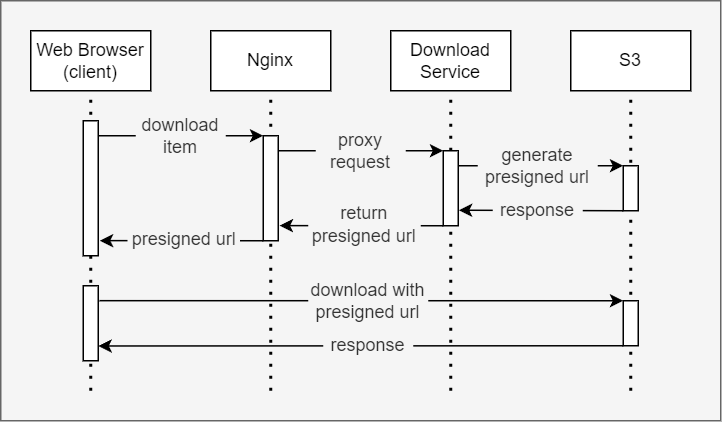 Web Browser
(client)
Nginx
Download
Service
S3
download
item
proxy
request
generate
presigned url
response
return
presigned url
presigned url
download with
presigned url
response